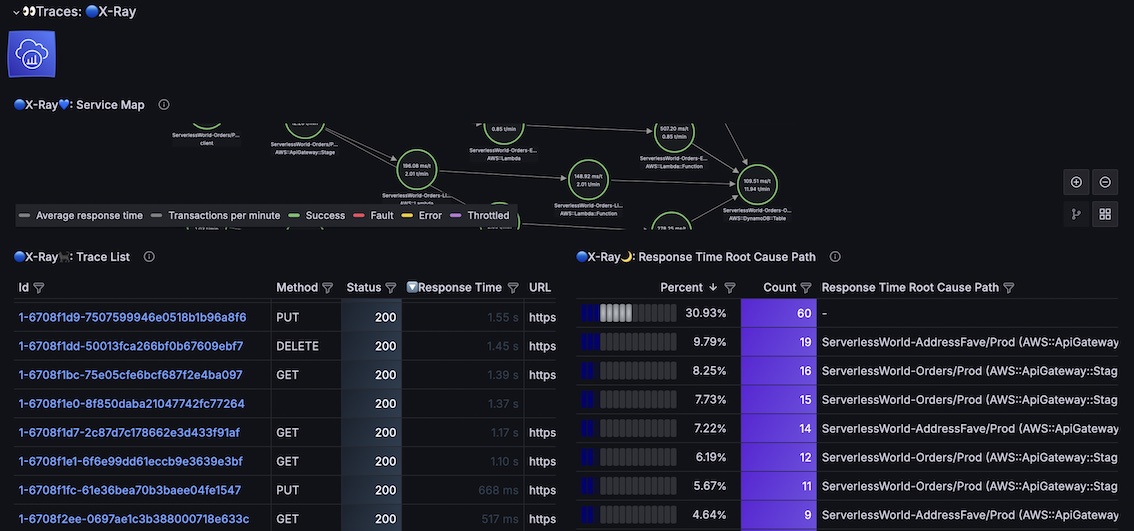 👀Traces: 🔵X-Ray
🔵X-Ray💙: Service Map
ServerlessWorld-Orders/P...
client
ServerlessWorld-Orders/P...
AWS::ApiGateway::Stage
196.08 ms/t
2.01 t/min
ServerlessWorld-Orders-Li...
AWS::Lambda
0.85 t/min
ServerlessWorld-Orders-E...
AWS::Lambda
148.92 ms/t
2.01 t/min
ServerlessWorld-Orders-Li...
AWS::Lambda::Function
507.20 ms/t
0.85 t/min
ServerlessWorld-Orders-E...
AWS::Lambda::Function
109.51 ms/t
11.94 t/min
ServerlessWorld-Orders-O...
AWS::DynamoDB::Table
Average response time Transactions per minute Success Fault Error Throttled
🔵X-Ray🐈‍⬛: Trace List
Id Method Status 🔽Response Time URL
1-6708f1d9-7507599946e0518b1b96a8f6 PUT 200 1.55 s https
1-6708f1dd-50013fca266bf0b67609ebf7 DELETE 200 1.45 s https
1-6708f1bc-75e05cfe6bcf687f2e4ba097 GET 200 1.39 s https
1-6708f1e0-8f850daba21047742fc77264 200 1.37 s
1-6708f1d7-2c87d7c178662e3d433f91af GET 200 1.17 s https
1-6708f1e1-6f6e99dd61eccb9e3639e3bf GET 200 1.10 s https
1-6708f1fc-61e36bea70b3baee04fe1547 PUT 200 668 ms https
1-6708f2ee-0697ae1c3b388000718e633c GET 200 517 ms https
🔵X-Ray🌙: Response Time Root Cause Path
Percent ↓ Count Response Time Root Cause Path
30.93% 60 -
9.79% 19 ServerlessWorld-AddressFave/Prod (AWS::ApiGateway
8.25% 16 ServerlessWorld-Orders/Prod (AWS::ApiGateway::Stag
7.73% 15 ServerlessWorld-Orders/Prod (AWS::ApiGateway::Stag
7.22% 14 ServerlessWorld-AddressFave/Prod (AWS::ApiGateway
6.19% 12 ServerlessWorld-Orders/Prod (AWS::ApiGateway::Stag
5.67% 11 ServerlessWorld-Orders/Prod (AWS::ApiGateway::Stag
4.64% 9 ServerlessWorld-AddressFave/Prod (AWS::ApiGateway